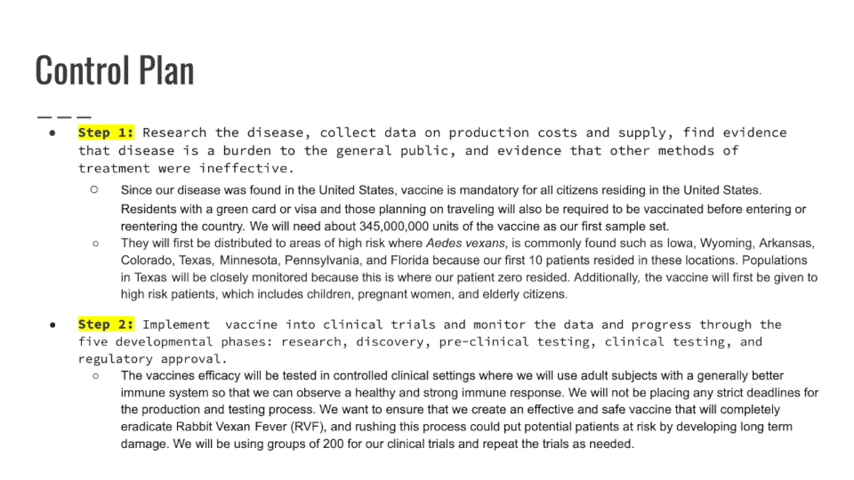 Control Plan
● Step 1: Research the disease, collect data on production costs and supply, find evidence
that disease is a burden to the general public, and evidence that other methods of
treatment were ineffective.
○ Since our disease was found in the United States, vaccine is mandatory for all citizens residing in the United States.
Residents with a green card or visa and those planning on traveling will also be required to be vaccinated before entering or
reentering the country. We will need about 345,000,000 units of the vaccine as our first sample set.
○ They will first be distributed to areas of high risk where Aedes vexans, is commonly found such as Iowa, Wyoming, Arkansas,
Colorado, Texas, Minnesota, Pennsylvania, and Florida because our first 10 patients resided in these locations. Populations
in Texas will be closely monitored because this is where our patient zero resided. Additionally, the vaccine will first be given to
high risk patients, which includes children, pregnant women, and elderly citizens.
● Step 2: Implement vaccine into clinical trials and monitor the data and progress through the
five developmental phases: research, discovery, pre-clinical testing, clinical testing, and
regulatory approval.
○ The vaccines efficacy will be tested in controlled clinical settings where we will use adult subjects with a generally better
immune system so that we can observe a healthy and strong immune response. We will not be placing any strict deadlines for
the production and testing process. We want to ensure that we create an effective and safe vaccine that will completely
eradicate Rabbit Vexan Fever (RVF), and rushing this process could put potential patients at risk by developing long term
damage. We will be using groups of 200 for our clinical trials and repeat the trials as needed.